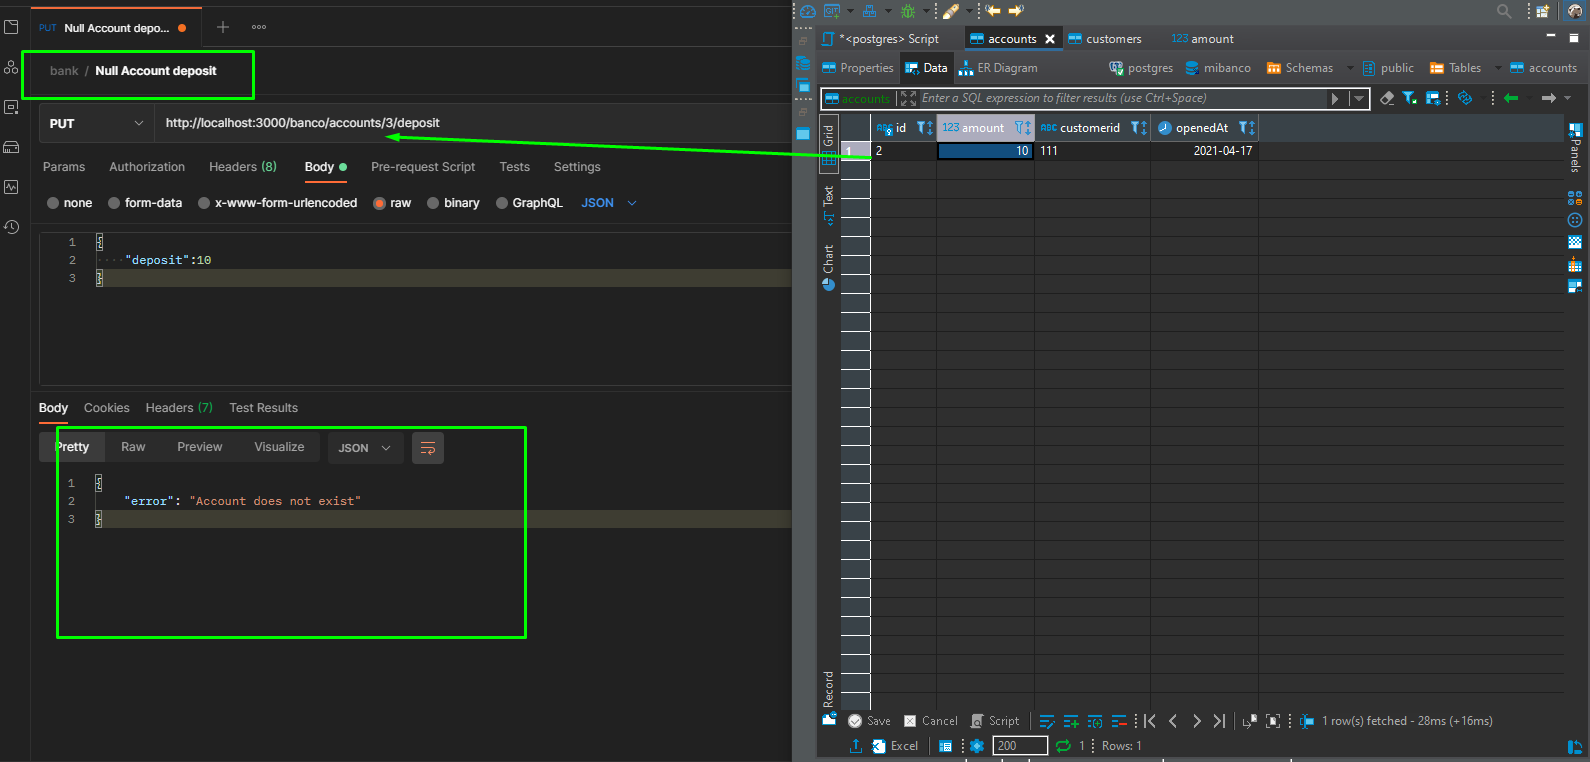 PUT Null Account depo...
bank / Null Account deposit
PUT http://localhost:3000/banco/accounts/3/deposit
Params Authorization Headers (8) Body Pre-request Script Tests Settings
none form-data x-www-form-urlencoded raw binary GraphQL JSON
1 {
2 ····"deposit":10
3 }
Body Cookies Headers (7) Test Results
Pretty Raw Preview Visualize JSON
1 {
2 "error": "Account does not exist"
3 }
GIT
*<postgres> Script accounts customers 123 amount
Properties Data ER Diagram postgres mibanco Schemas public Tables accounts
accounts Enter a SQL expression to filter results (use Ctrl+Space)
Grid
ABC id 123 amount ABC customerid openedAt
1 2 10 111 2021-04-17
Panels
Text
Chart
Record
Save Cancel Script 1 row(s) fetched - 28ms (+16ms)
Excel 200 1 Rows: 1